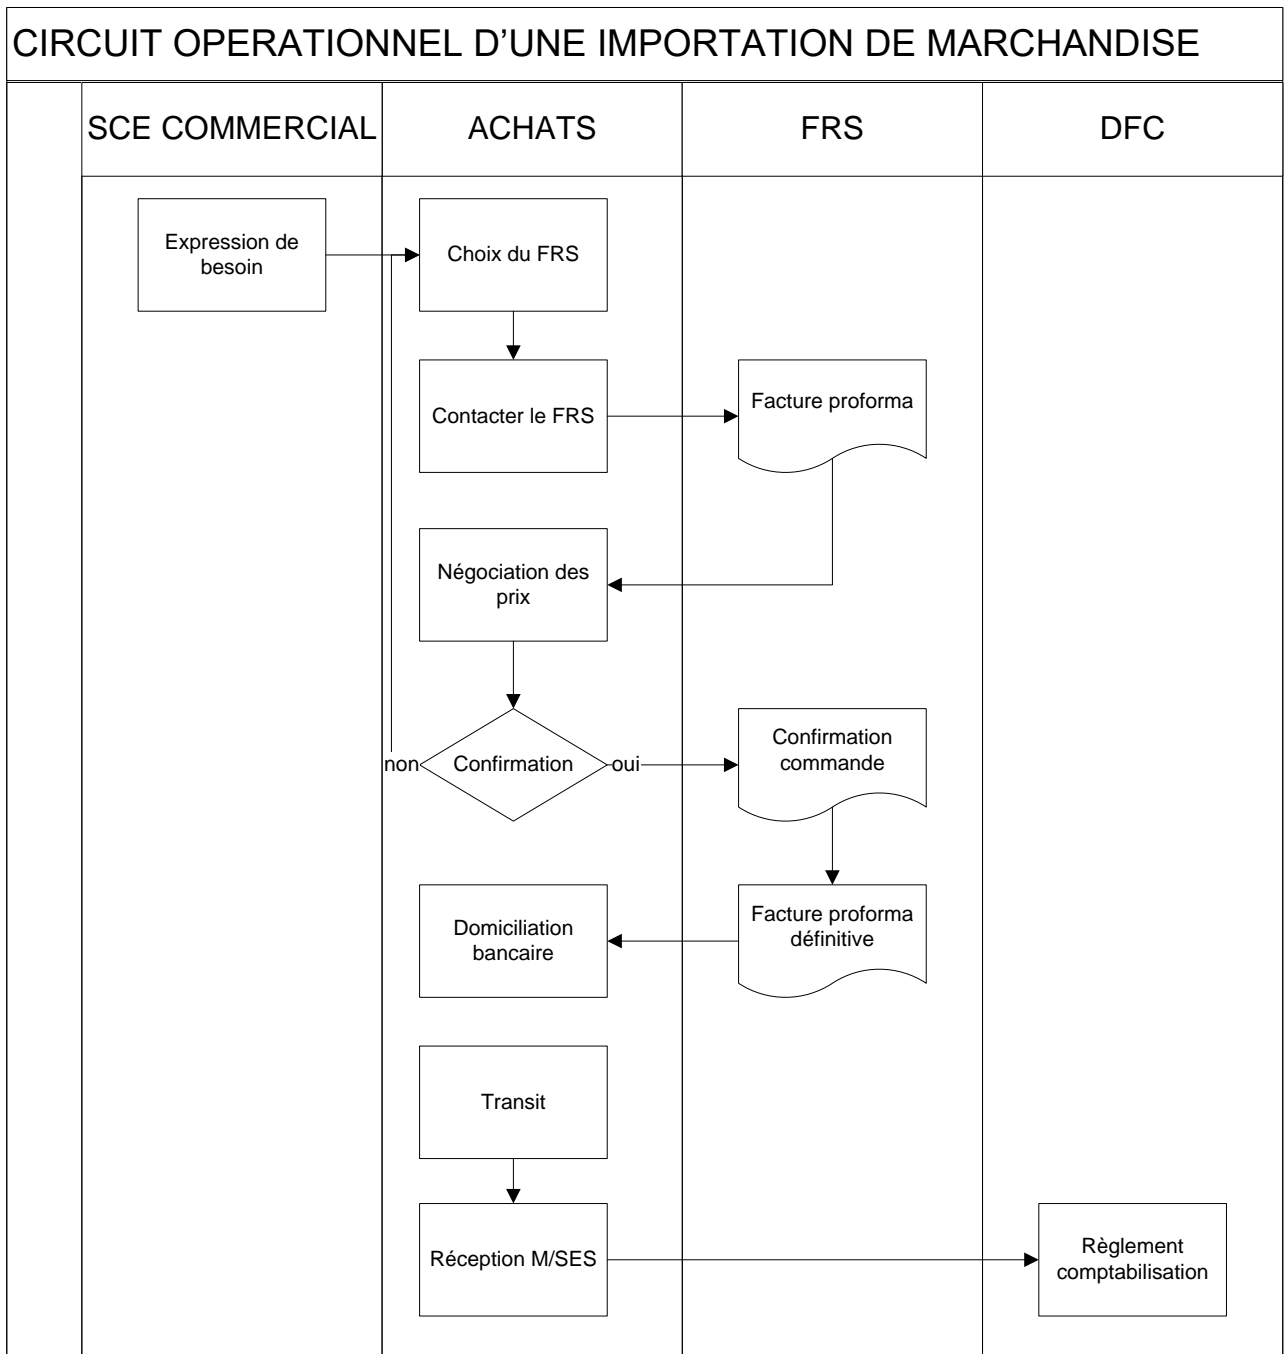 CIRCUIT OPERATIONNEL D'UNE IMPORTATION DE MARCHANDISE
SCE COMMERCIAL
ACHATS
FRS
DFC
Expression de
besoin
Choix du FRS
Contacter le FRS
Facture proforma
Négociation des
prix
non
Confirmation
oui
Confirmation
commande
Domiciliation
bancaire
Facture proforma
définitive
Transit
Réception M/SES
Règlement
comptabilisation